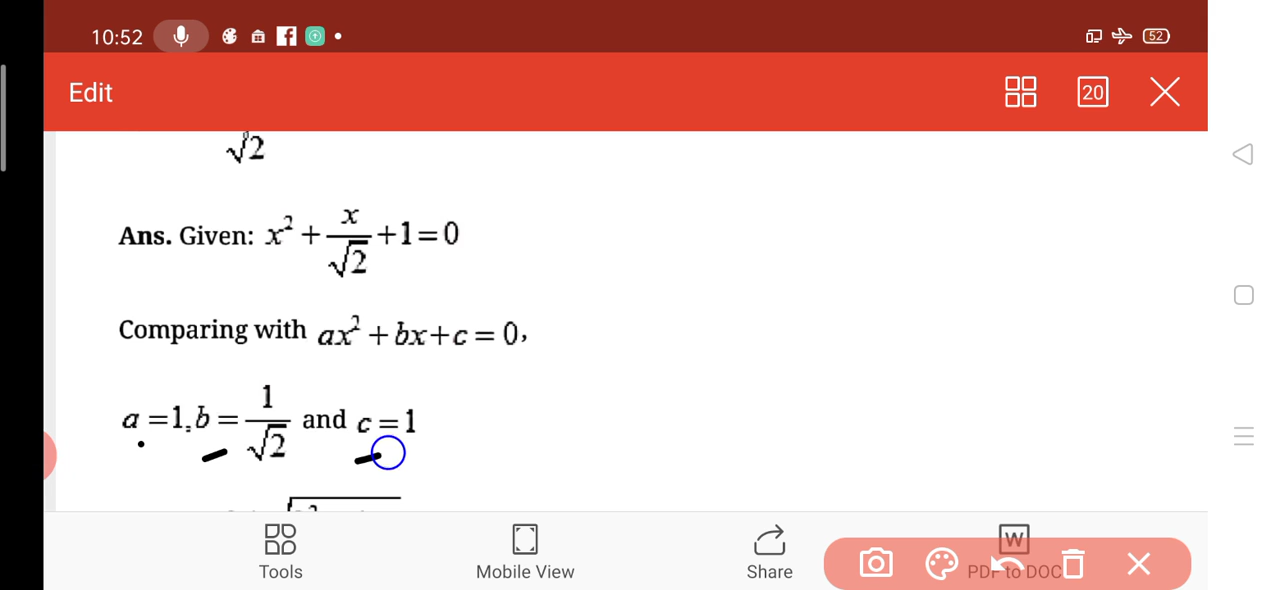 10:52 52
Edit 20
√2
Ans. Given: x² + x/√2 + 1 = 0
Comparing with ax² + bx + c = 0,
a = 1, b = 1/√2 and c = 1
Tools Mobile View Share PDF to DOC
W